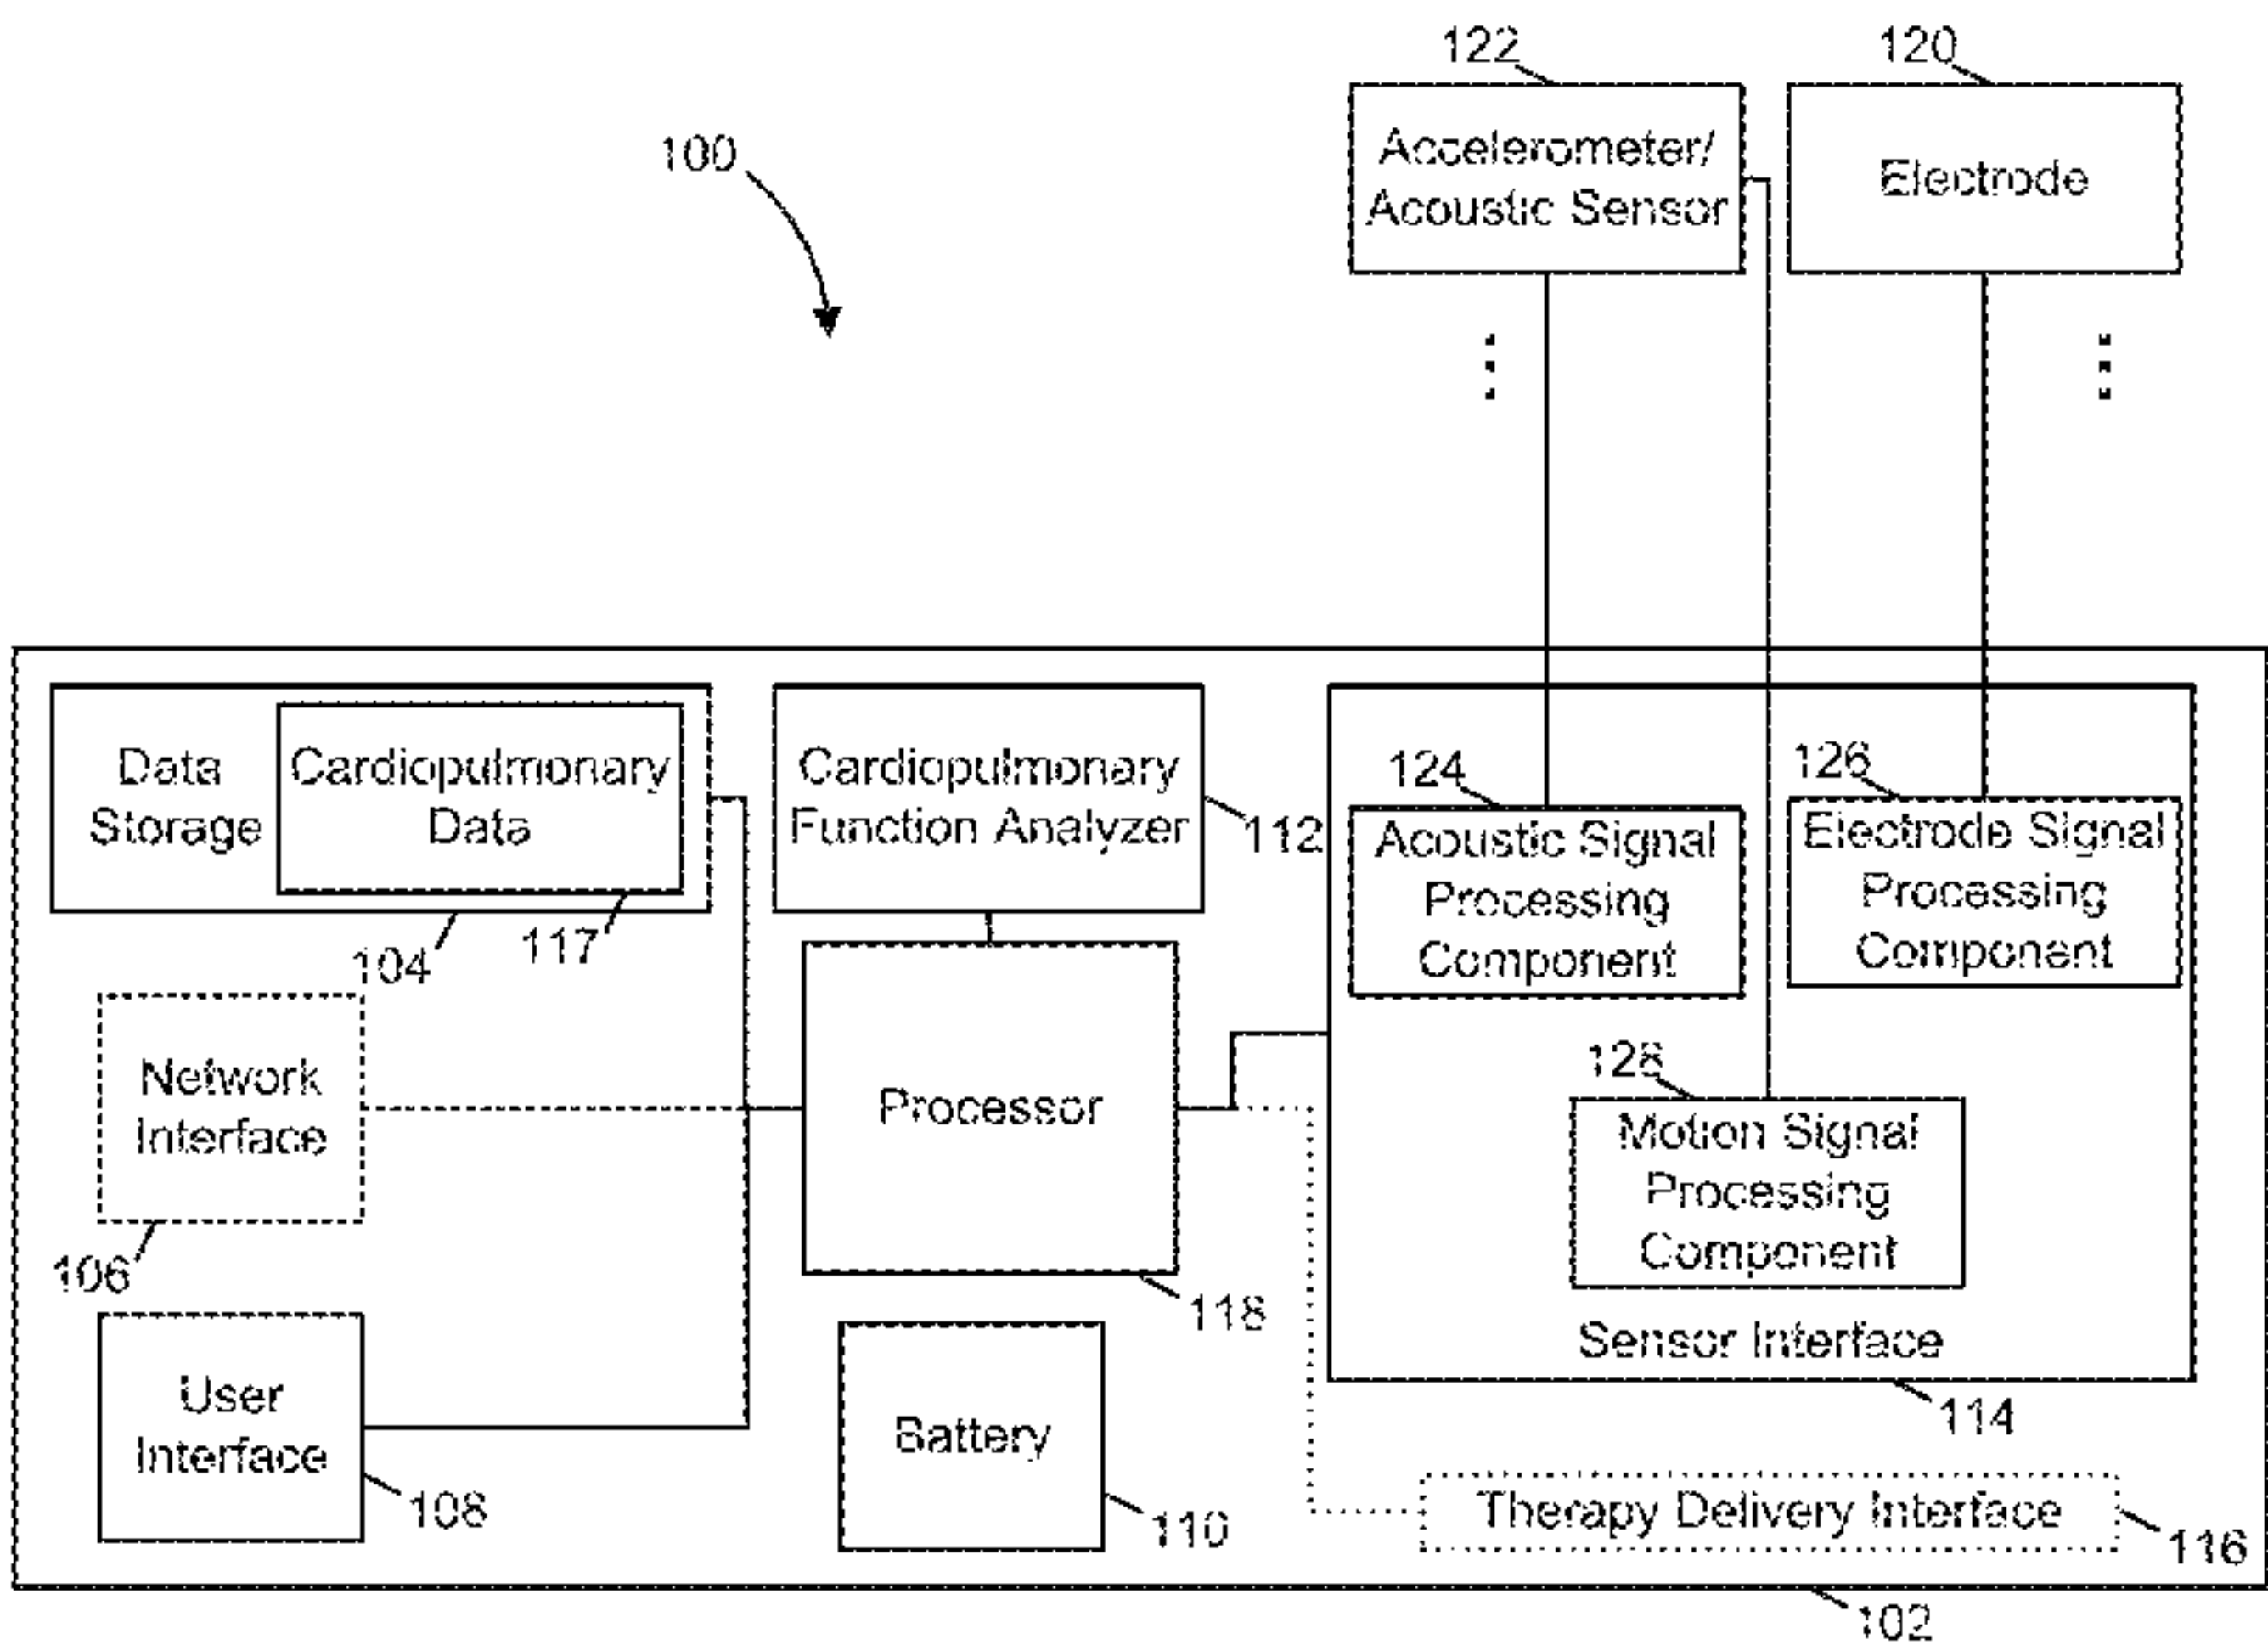 122
120
100
Accelerometer/
Acoustic Sensor
Electrode
Data
Storage
Cardiopulmonary
Data
Cardiopulmonary
Function Analyzer
112
124
126
Acoustic Signal
Processing
Component
Electrode Signal
Processing
Component
104
117
Network
Interface
106
Processor
118
128
Motion Signal
Processing
Component
Sensor Interface
114
User
Interface
108
Battery
110
Therapy Delivery Interface
116
102